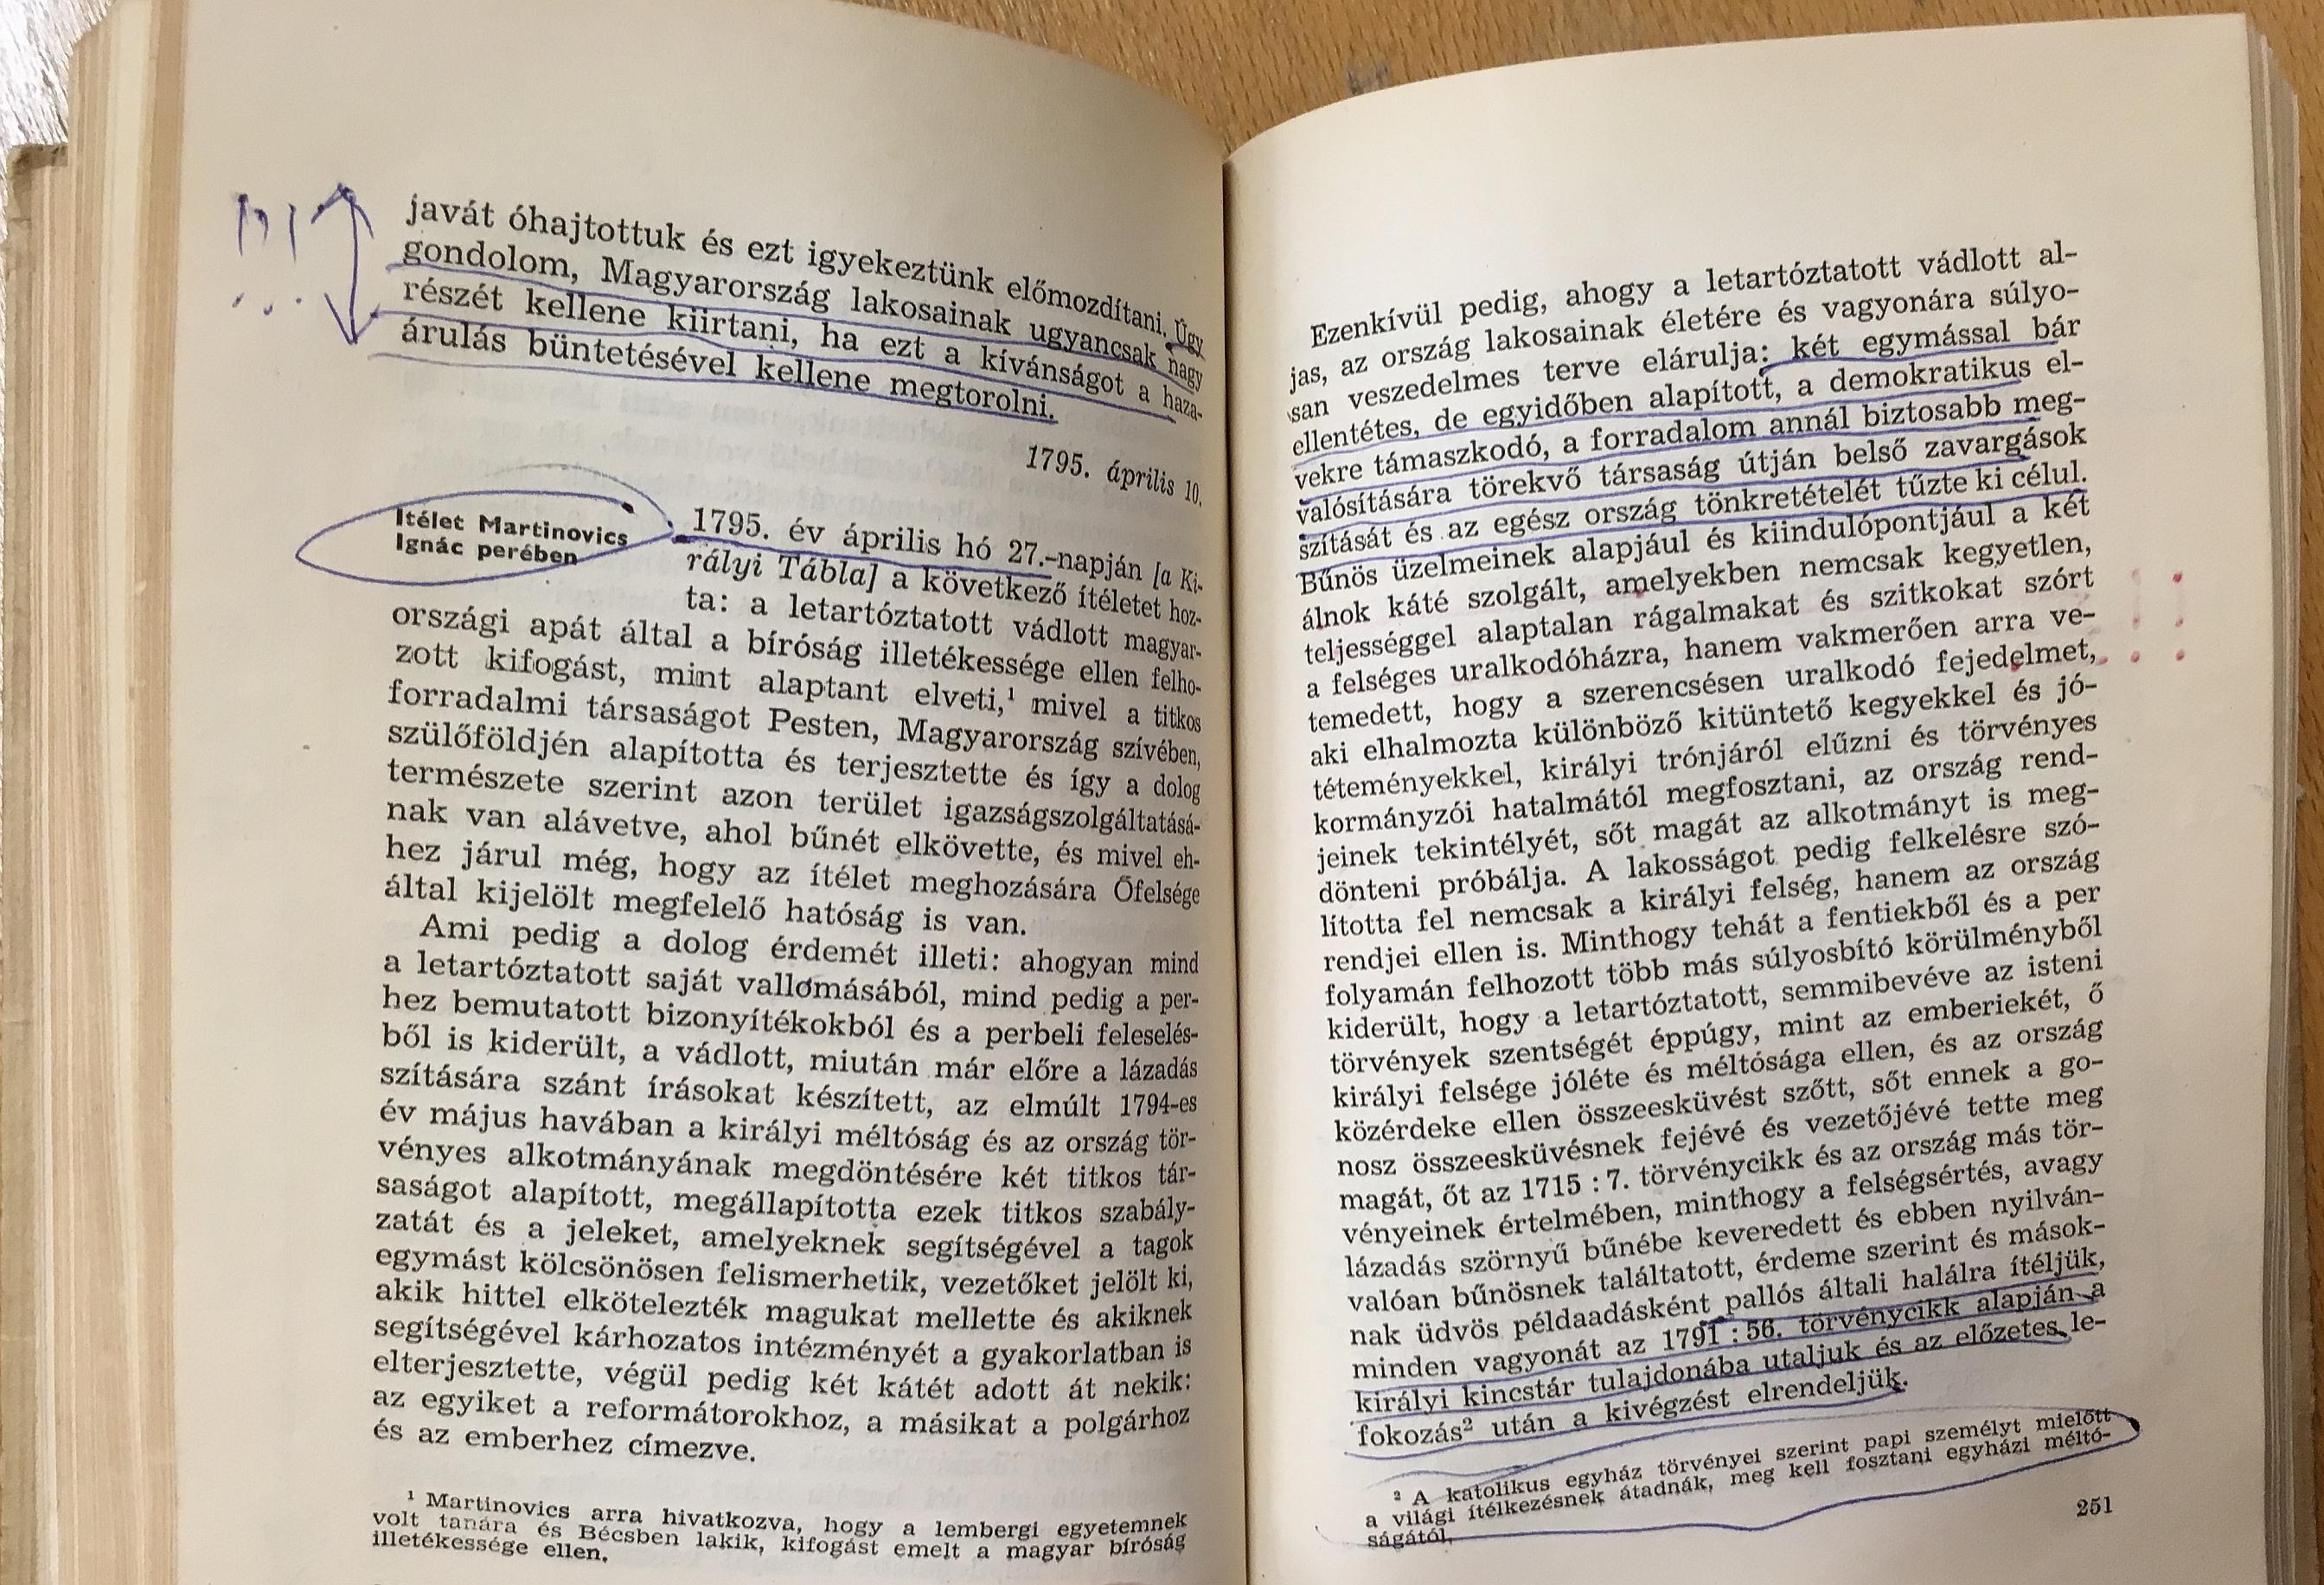 javát óhajtottuk és ezt igyekeztünk előmozdítani. Úgy
gondolom, Magyarország lakosainak ugyancsak nagy
részét kellene kiirtani, ha ezt a kívánságot a haza-
árulás büntetésével kellene megtorolni.
1795. április 10.
Itélet Martinovics
Ignác perében
1795. év április hó 27.-napján [a Ki-
rályi Tábla] a következő ítéletet hoz-
ta: a letartóztatott vádlott magyar-
országi apát által a bíróság illetékessége ellen felho-
zott kifogást, mint alaptant elveti,¹ mivel a titkos
forradalmi társaságot Pesten, Magyarország szívében,
szülőföldjén alapította és terjesztette és így a dolog
természete szerint azon terület igazságszolgáltatásá-
nak van alávetve, ahol bűnét elkövette, és mivel eh-
hez járul még, hogy az ítélet meghozására Őfelsége
által kijelölt megfelelő hatóság is van.
Ami pedig a dolog érdemét illeti: ahogyan mind
a letartóztatott saját vallomásából, mind pedig a per-
hez bemutatott bizonyítékokból és a perbeli feleselés-
ből is kiderült, a vádlott, miután már előre a lázadás
szítására szánt írásokat készített, az elmúlt 1794-es
év május havában a királyi méltóság és az ország tör-
vényes alkotmányának megdöntésére két titkos tár-
saságot alapított, megállapította ezek titkos szabály-
zatát és a jeleket, amelyeknek segítségével a tagok
egymást kölcsönösen felismerhetik, vezetőket jelölt ki,
akik hittel elkötelezték magukat mellette és akiknek
segítségével kárhozatos intézményét a gyakorlatban is
elterjesztette, végül pedig két kátét adott át nekik:
az egyiket a reformátorokhoz, a másikat a polgárhoz
és az emberhez címezve.
¹ Martinovics arra hivatkozva, hogy a lembergi egyetemnek
volt tanára és Bécsben lakik, kifogást emelt a magyar bíróság
illetékessége ellen.
Ezenkívül pedig, ahogy a letartóztatott vádlott al-
jas, az ország lakosainak életére és vagyonára súlyo-
san veszedelmes terve elárulja: két egymással bár
ellentétes, de egyidőben alapított, a demokratikus el-
vekre támaszkodó, a forradalom annál biztosabb meg-
valósítására törekvő társaság útján belső zavargások
szítását és az egész ország tönkretételét tűzte ki célul.
Bűnös üzelmeinek alapjául és kiindulópontjául a két
álnok káté szolgált, amelyekben nemcsak kegyetlen,
teljességgel alaptalan rágalmakat és szitkokat szórt
a felséges uralkodóházra, hanem vakmerően arra ve-
temedett, hogy a szerencsésen uralkodó fejedelmet,
aki elhalmozta különböző kitüntető kegyekkel és jó-
téteményekkel, királyi trónjáról elűzni és törvényes
kormányzói hatalmától megfosztani, az ország rend-
jeinek tekintélyét, sőt magát az alkotmányt is meg-
dönteni próbálja. A lakosságot pedig felkelésre szó-
lította fel nemcsak a királyi felség, hanem az ország
rendjei ellen is. Minthogy tehát a fentiekből és a per
folyamán felhozott több más súlyosbító körülményből
kiderült, hogy a letartóztatott, semmibevéve az isteni
törvények szentségét éppúgy, mint az emberiekét, ő
királyi felsége jóléte és méltósága ellen, és az ország
közérdeke ellen összeesküvést szőtt, sőt ennek a go-
nosz összeesküvésnek fejévé és vezetőjévé tette meg
magát, őt az 1715 : 7. törvénycikk és az ország más tör-
vényeinek értelmében, minthogy a felségsértés, avagy
lázadás szörnyű bűnébe keveredett és ebben nyilván-
valóan bűnösnek találtatott, érdeme szerint és mások-
nak üdvös példaadásként pallós általi halálra ítéljük,
minden vagyonát az 1791 : 56. törvénycikk alapján a
királyi kincstár tulajdonába utaljuk és az előzetes le-
fokozás² után a kivégzést elrendeljük.
² A katolikus egyház törvényei szerint papi személyt mielőtt
a világi ítélkezésnek átadnák, meg kell fosztani egyházi méltó-
ságától.
251